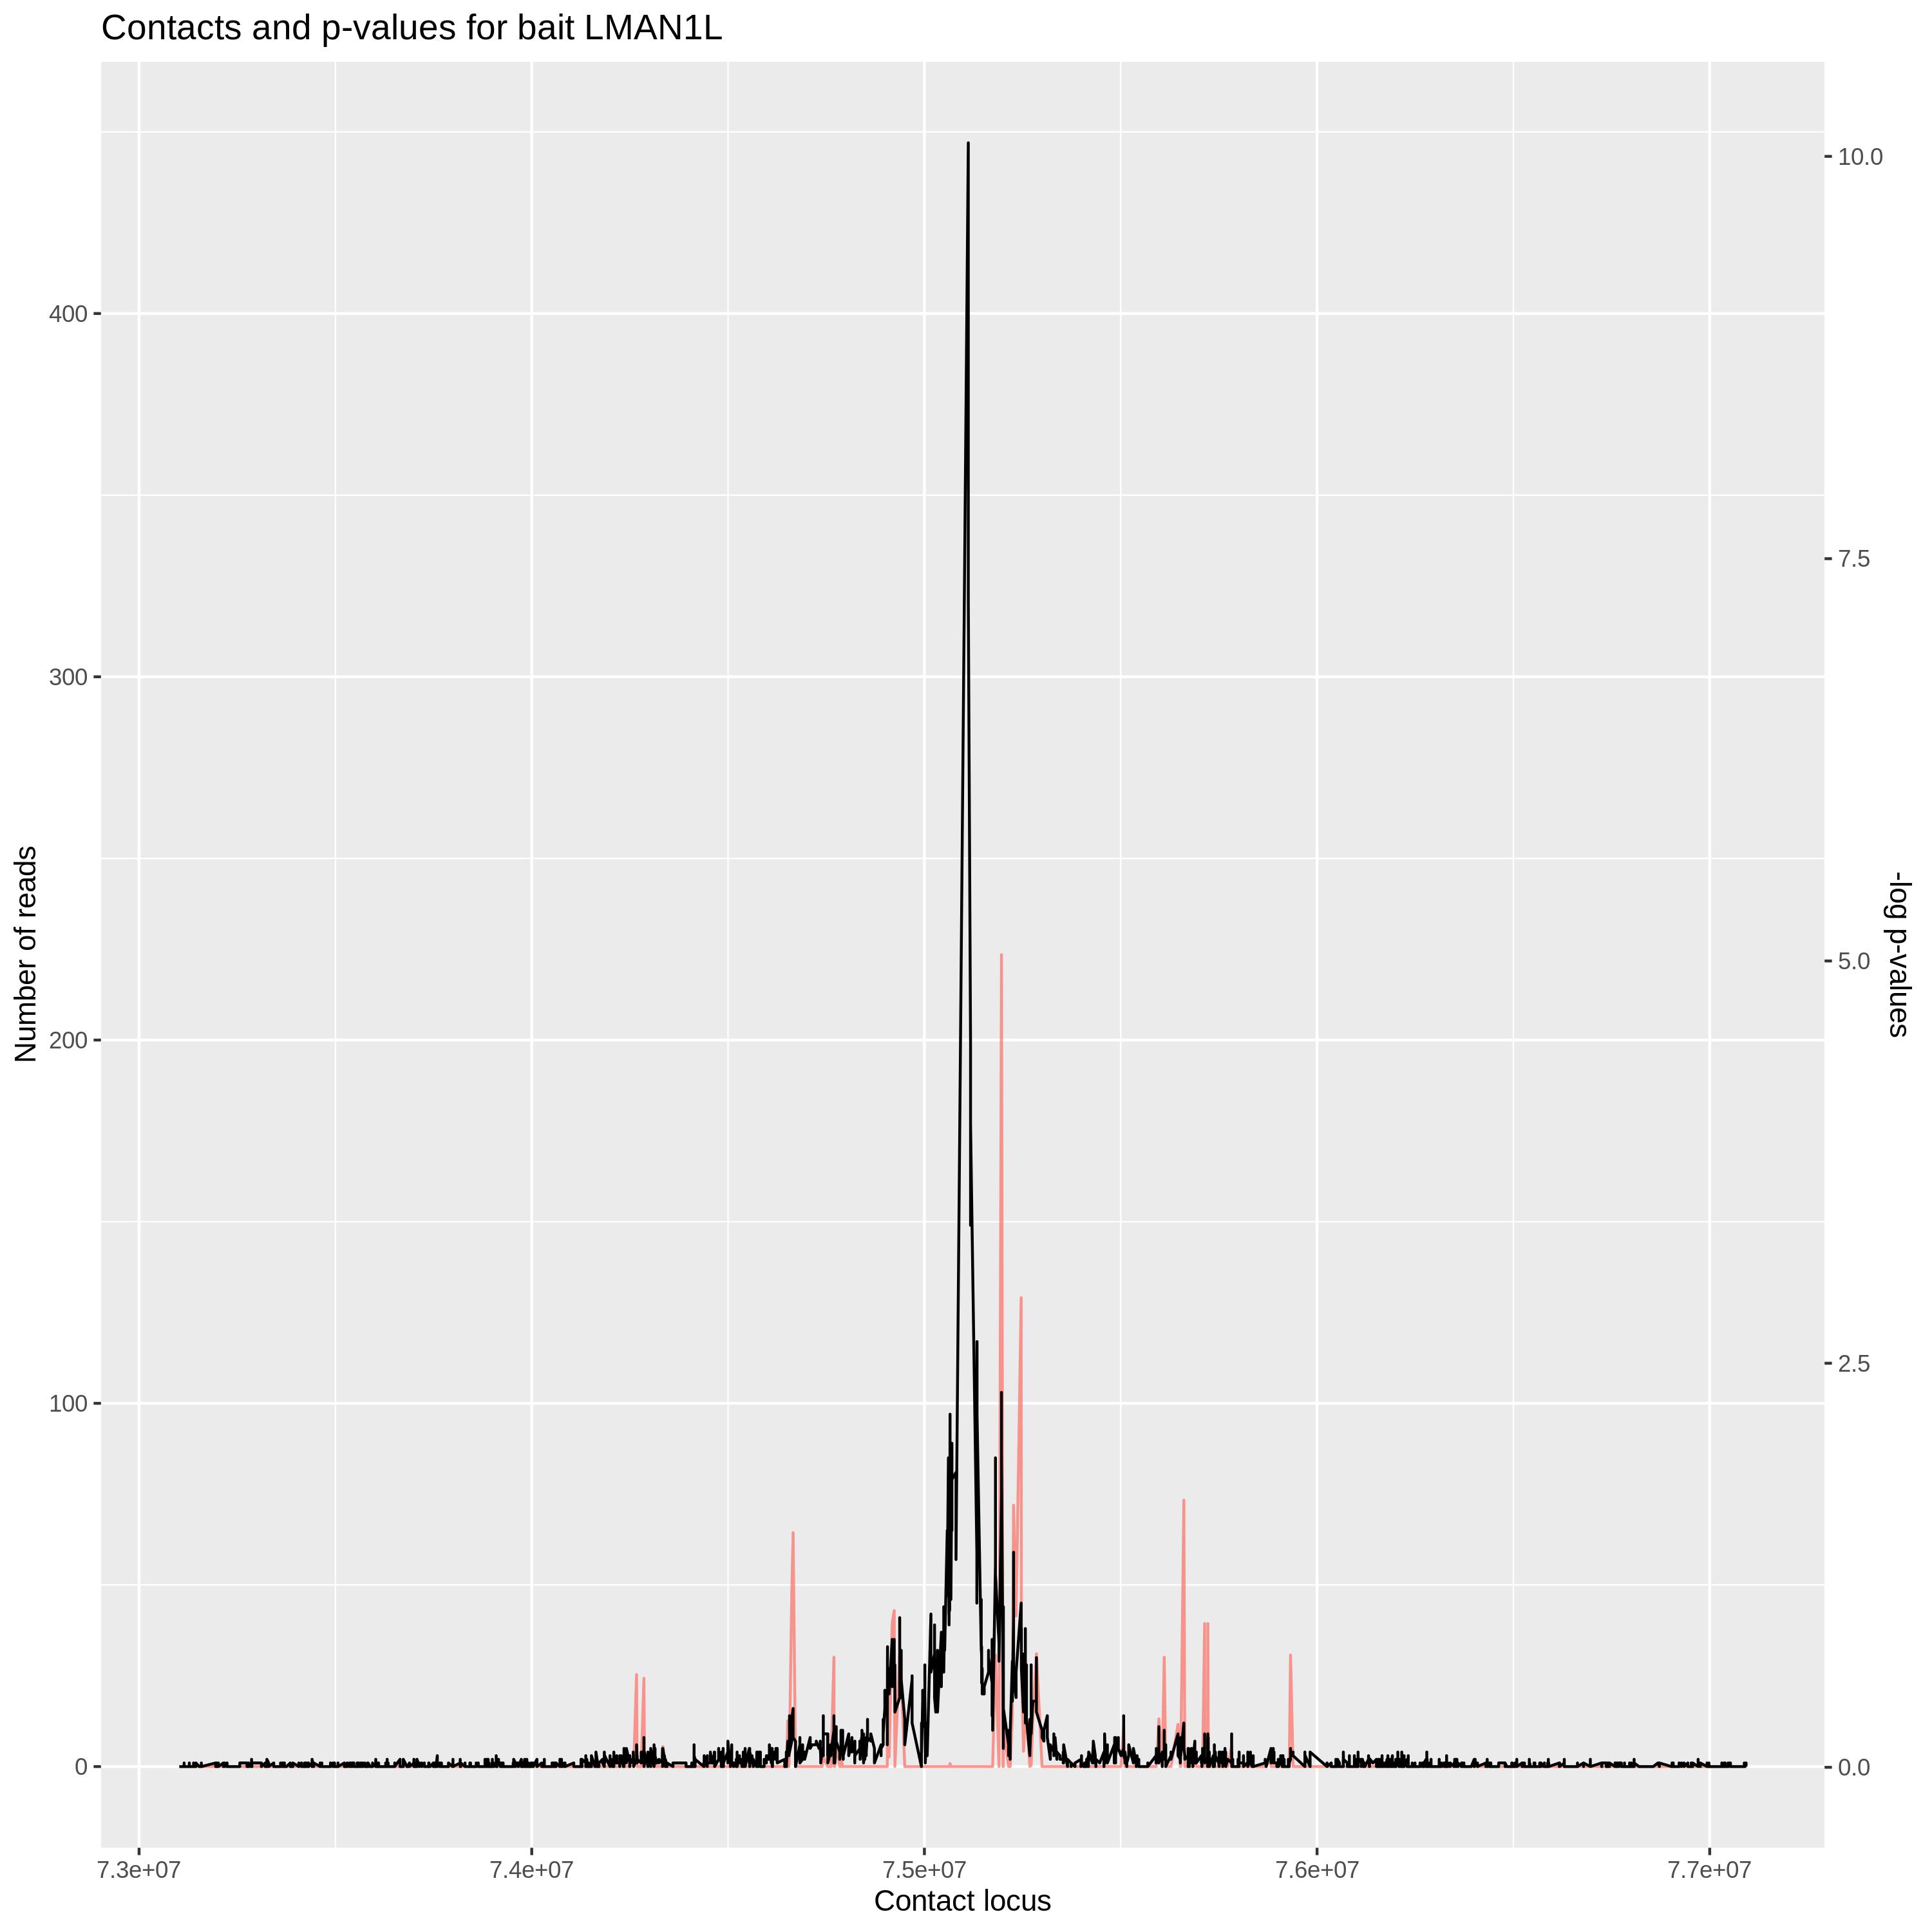 Contacts and p-values for bait LMAN1L
Number of reads
400
300
200
100
0
10.0
7.5
5.0
2.5
0.0
-log p-values
7.3e+07
7.4e+07
7.5e+07
7.6e+07
7.7e+07
Contact locus